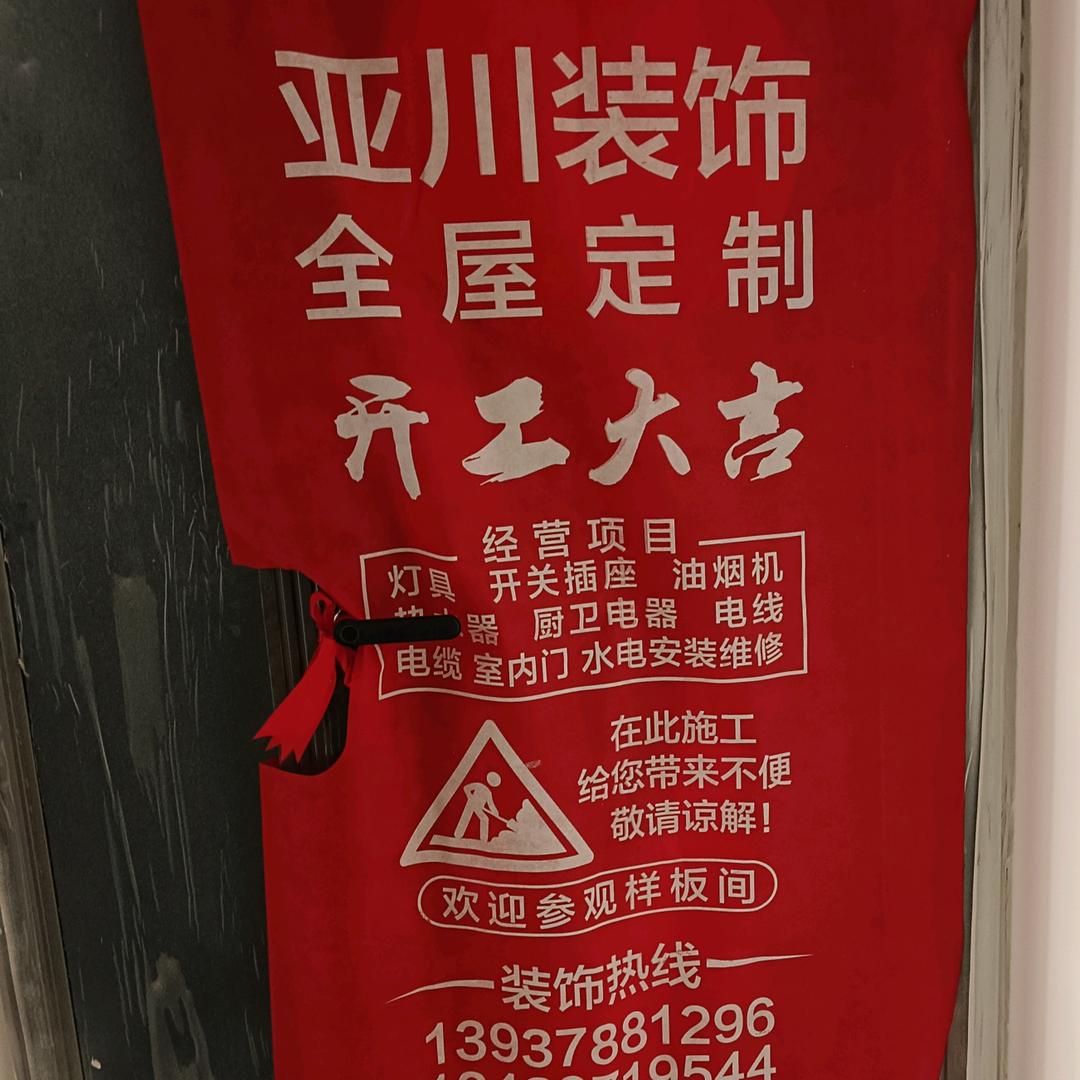 亚川装饰
全屋定制
开工大吉
经营项目
灯具 开关插座 油烟机
器 厨卫电器 电线
电缆 室内门 水电安装维修
在此施工
给您带来不便
敬请谅解!
欢迎参观样板间
装饰热线
13937881296